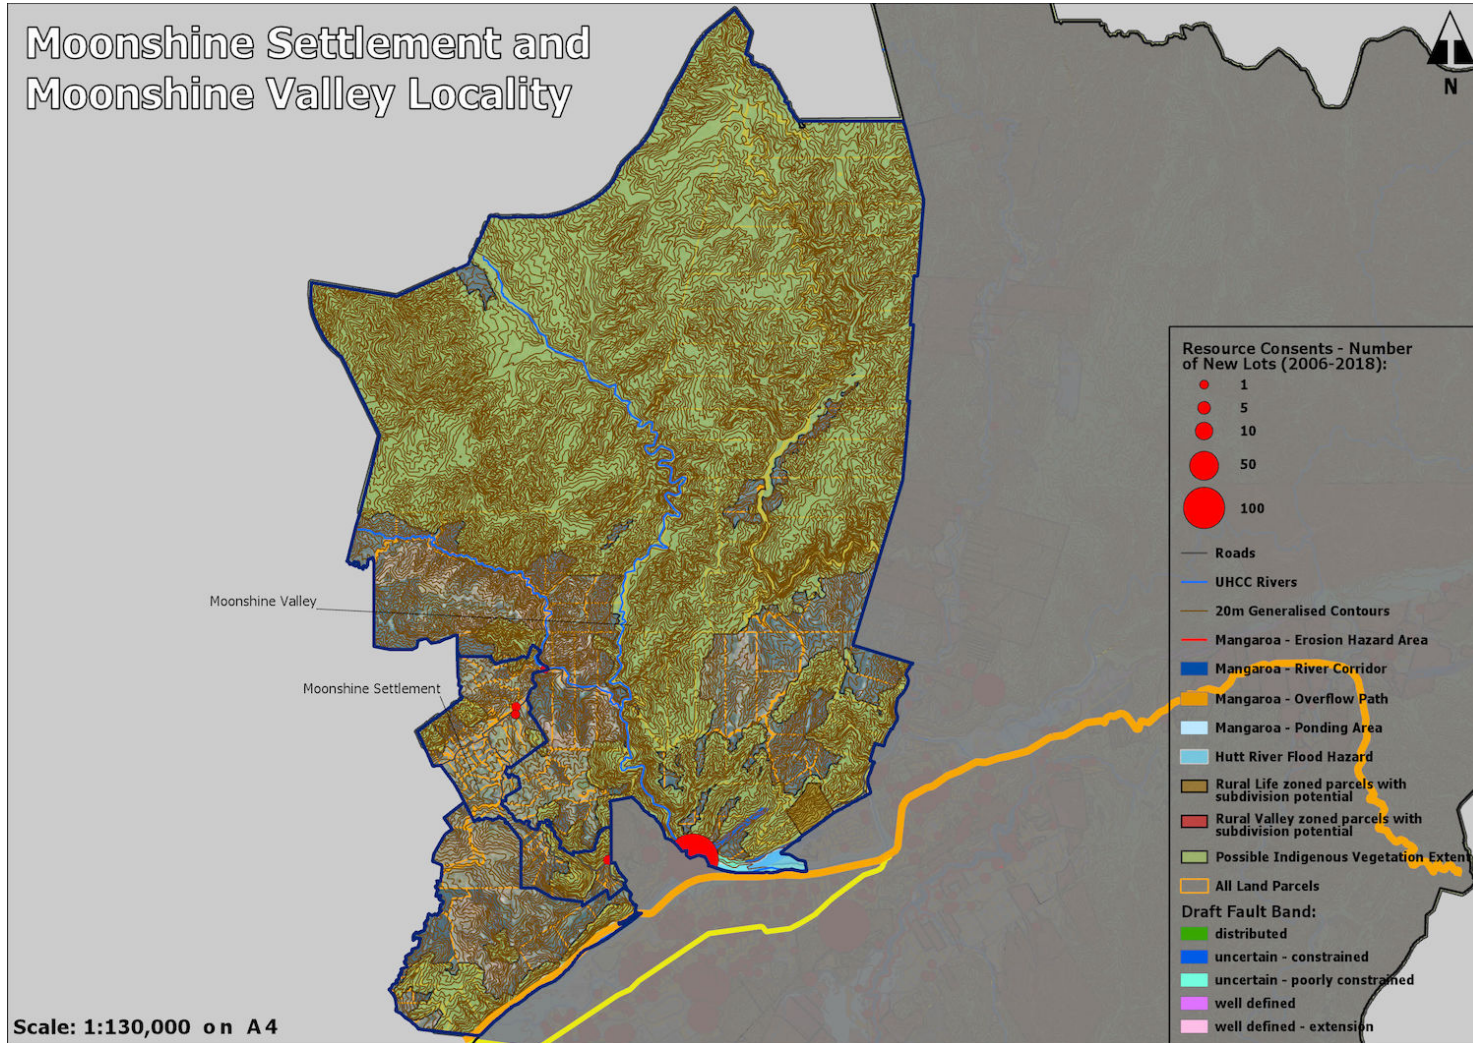 Moonshine Settlement and
Moonshine Valley Locality
N
Moonshine Valley
Moonshine Settlement
Resource Consents - Number
of New Lots (2006-2018):
1
5
10
50
100
Roads
UHCC Rivers
20m Generalised Contours
Mangaroa - Erosion Hazard Area
Mangaroa - River Corridor
Mangaroa - Overflow Path
Mangaroa - Ponding Area
Hutt River Flood Hazard
Rural Life zoned parcels with
subdivision potential
Rural Valley zoned parcels with
subdivision potential
Possible Indigenous Vegetation Extent
All Land Parcels
Draft Fault Band:
distributed
uncertain - constrained
uncertain - poorly constrained
well defined
well defined - extension
Scale: 1:130,000 on A4